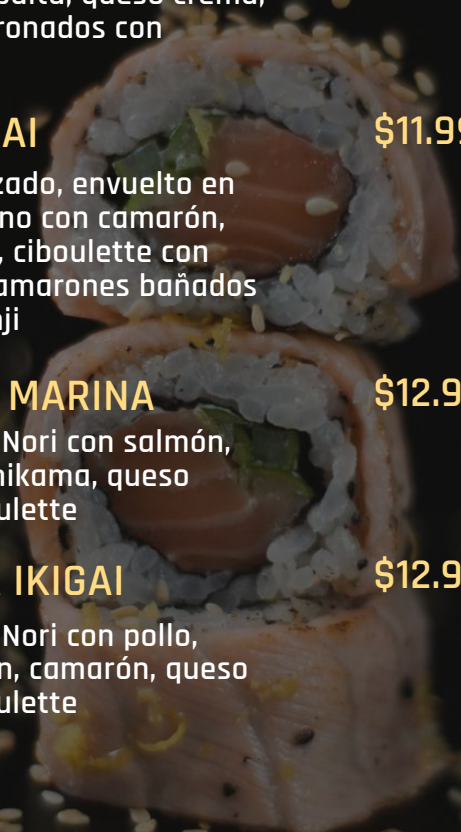 ronados con
AI $11.99
zado, envuelto en
no con camarón,
, ciboulette con
amarones bañados
ji
MARINA $12.9
Nori con salmón,
nikama, queso
ulette
IKIGAI $12.9
Nori con pollo,
n, camarón, queso
ulette